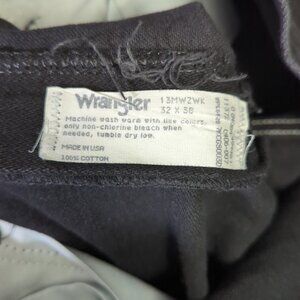 Wrangler 13MWZWK
32 X 38
Machine wash warm with like colors,
only non-chlorine bleach when
needed, tumble dry low.
MADE IN USA
100% COTTON